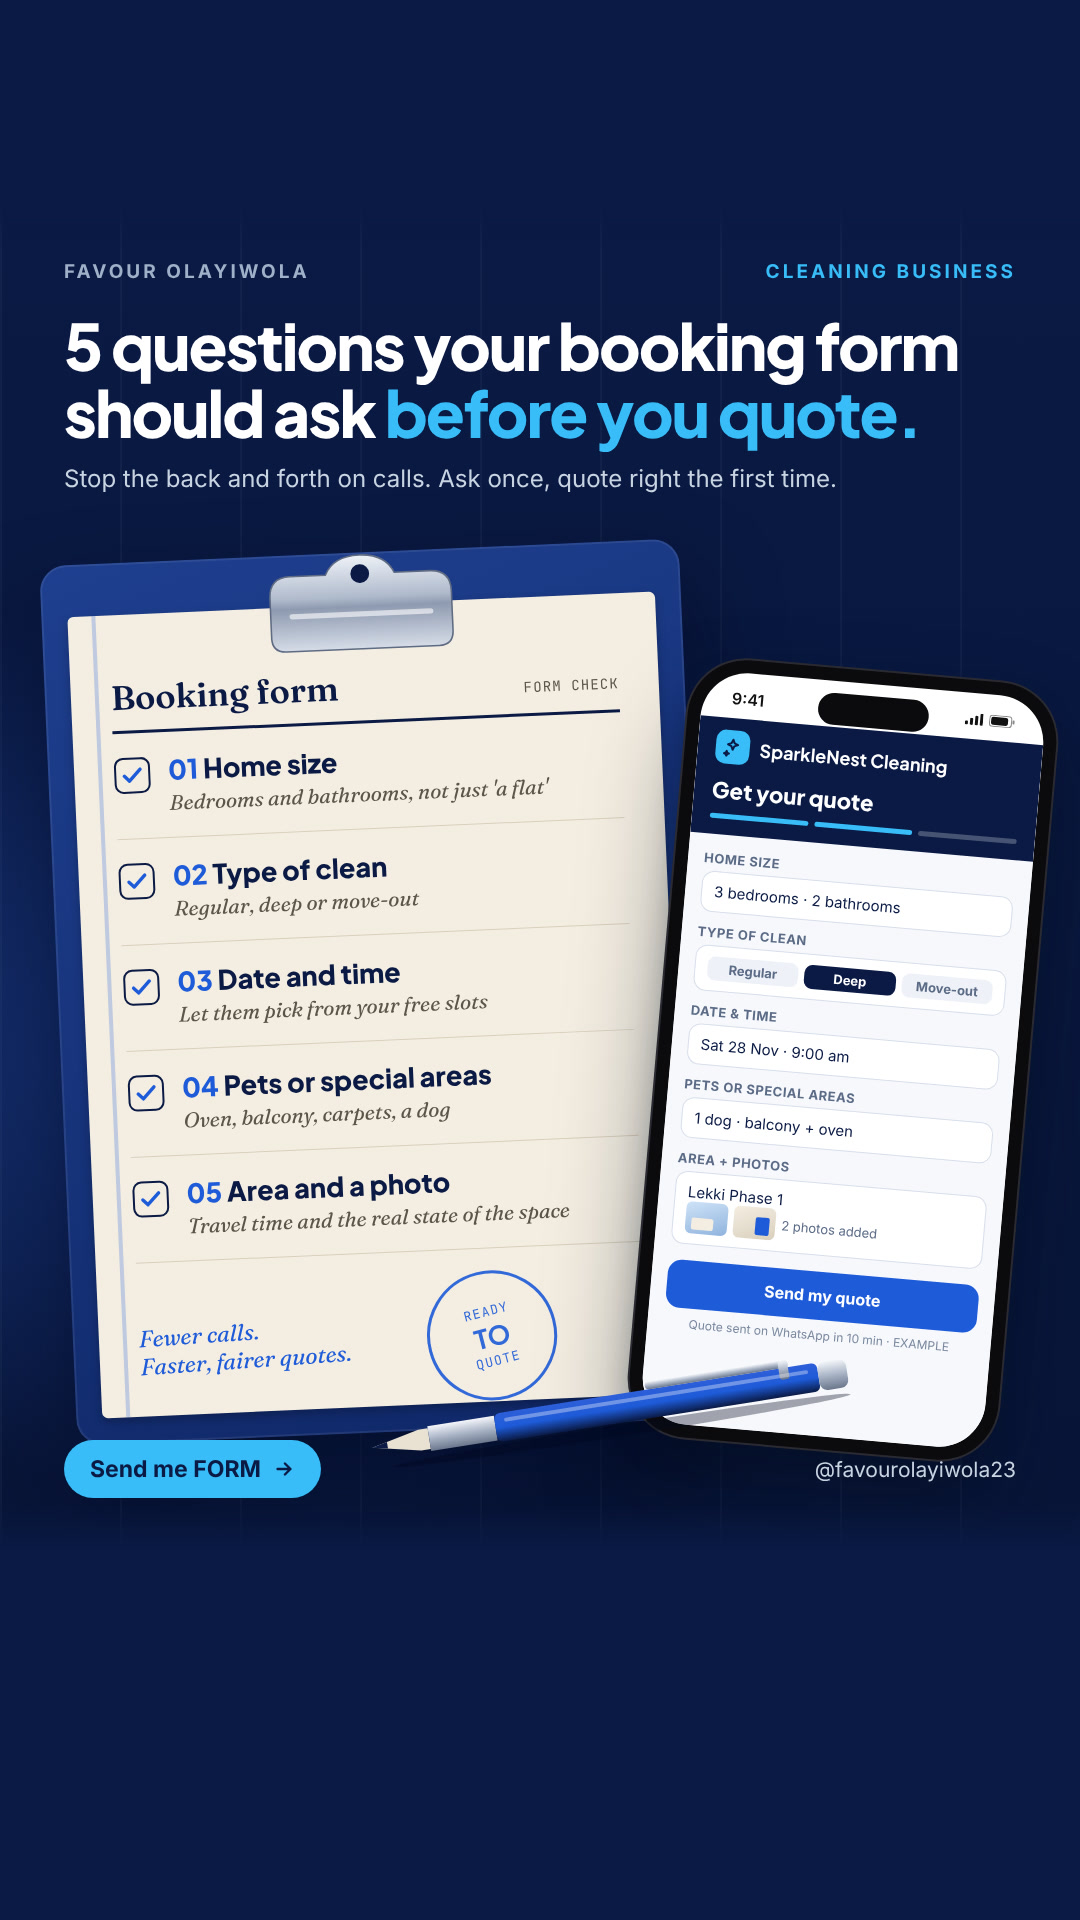 FAVOUR OLAYIWOLA
CLEANING BUSINESS
5 questions your booking form
should ask before you quote.
Stop the back and forth on calls. Ask once, quote right the first time.
Booking form
FORM CHECK
01 Home size
Bedrooms and bathrooms, not just 'a flat'
02 Type of clean
Regular, deep or move-out
03 Date and time
Let them pick from your free slots
04 Pets or special areas
Oven, balcony, carpets, a dog
05 Area and a photo
Travel time and the real state of the space
Fewer calls.
Faster, fairer quotes.
READY
TO
QUOTE
9:41
SparkleNest Cleaning
Get your quote
HOME SIZE
3 bedrooms · 2 bathrooms
TYPE OF CLEAN
Regular
Deep
Move-out
DATE & TIME
Sat 28 Nov · 9:00 am
PETS OR SPECIAL AREAS
1 dog · balcony + oven
AREA + PHOTOS
Lekki Phase 1
2 photos added
Send my quote
Quote sent on WhatsApp in 10 min · EXAMPLE
Send me FORM →
@favourolayiwola23